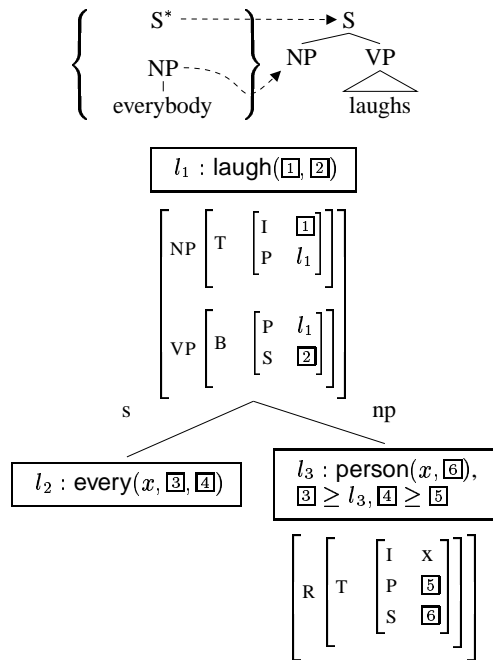 S* S
NP NP VP
everybody laughs
l₁ : laugh(1, 2)
NP T I 1
P l₁
VP B P l₁
S 2
s np
l₂ : every(x, 3, 4)
l₃ : person(x, 6),
3 ≥ l₃, 4 ≥ 5
R T I x
P 5
S 6